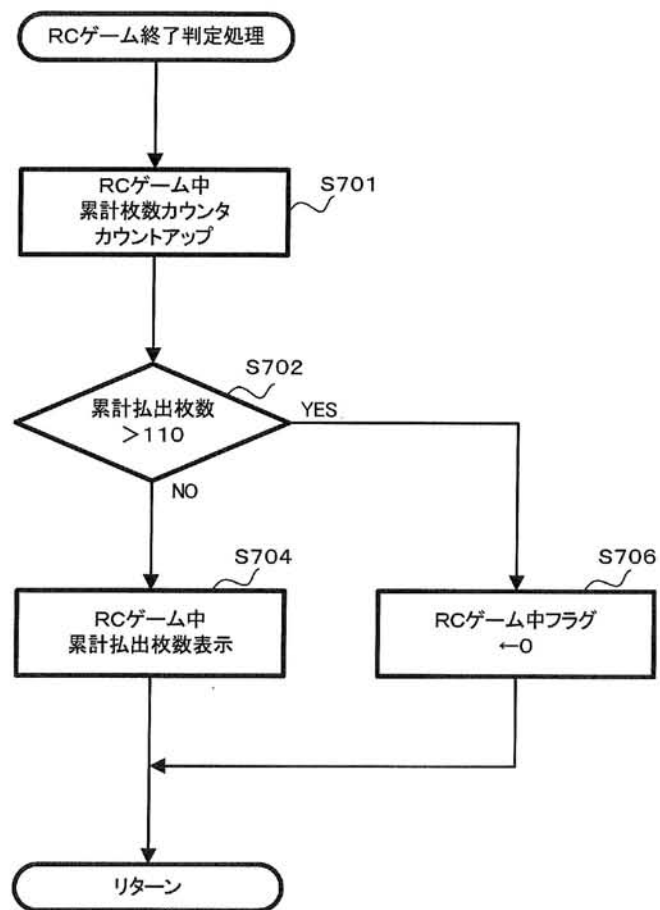 RCゲーム終了判定処理
RCゲーム中
累計枚数カウンタ
カウントアップ
S701
S702
累計払出枚数
＞110
YES
NO
S704
RCゲーム中
累計払出枚数表示
S706
RCゲーム中フラグ
←0
リターン